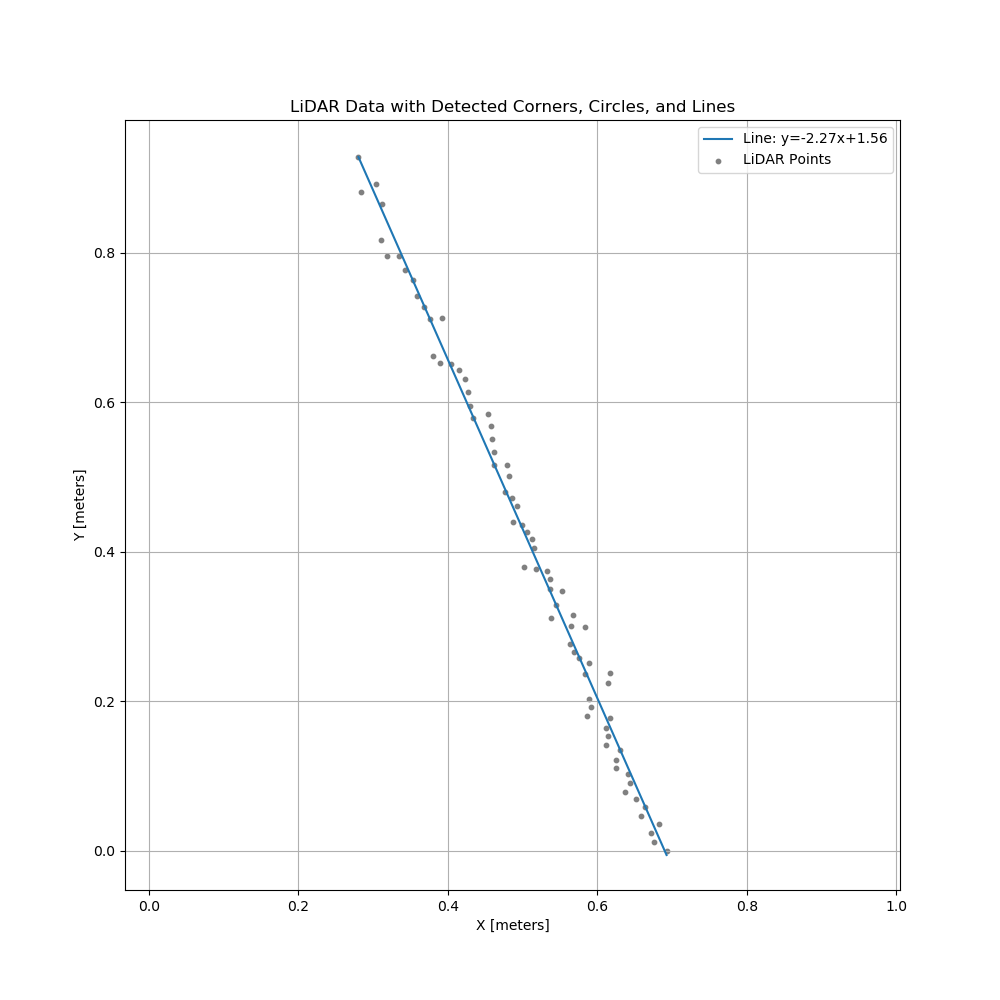 LiDAR Data with Detected Corners, Circles, and Lines
Line: y=-2.27x+1.56
LiDAR Points
0.8
0.6
0.4
0.2
0.0
Y [meters]
0.0 0.2 0.4 0.6 0.8 1.0
X [meters]